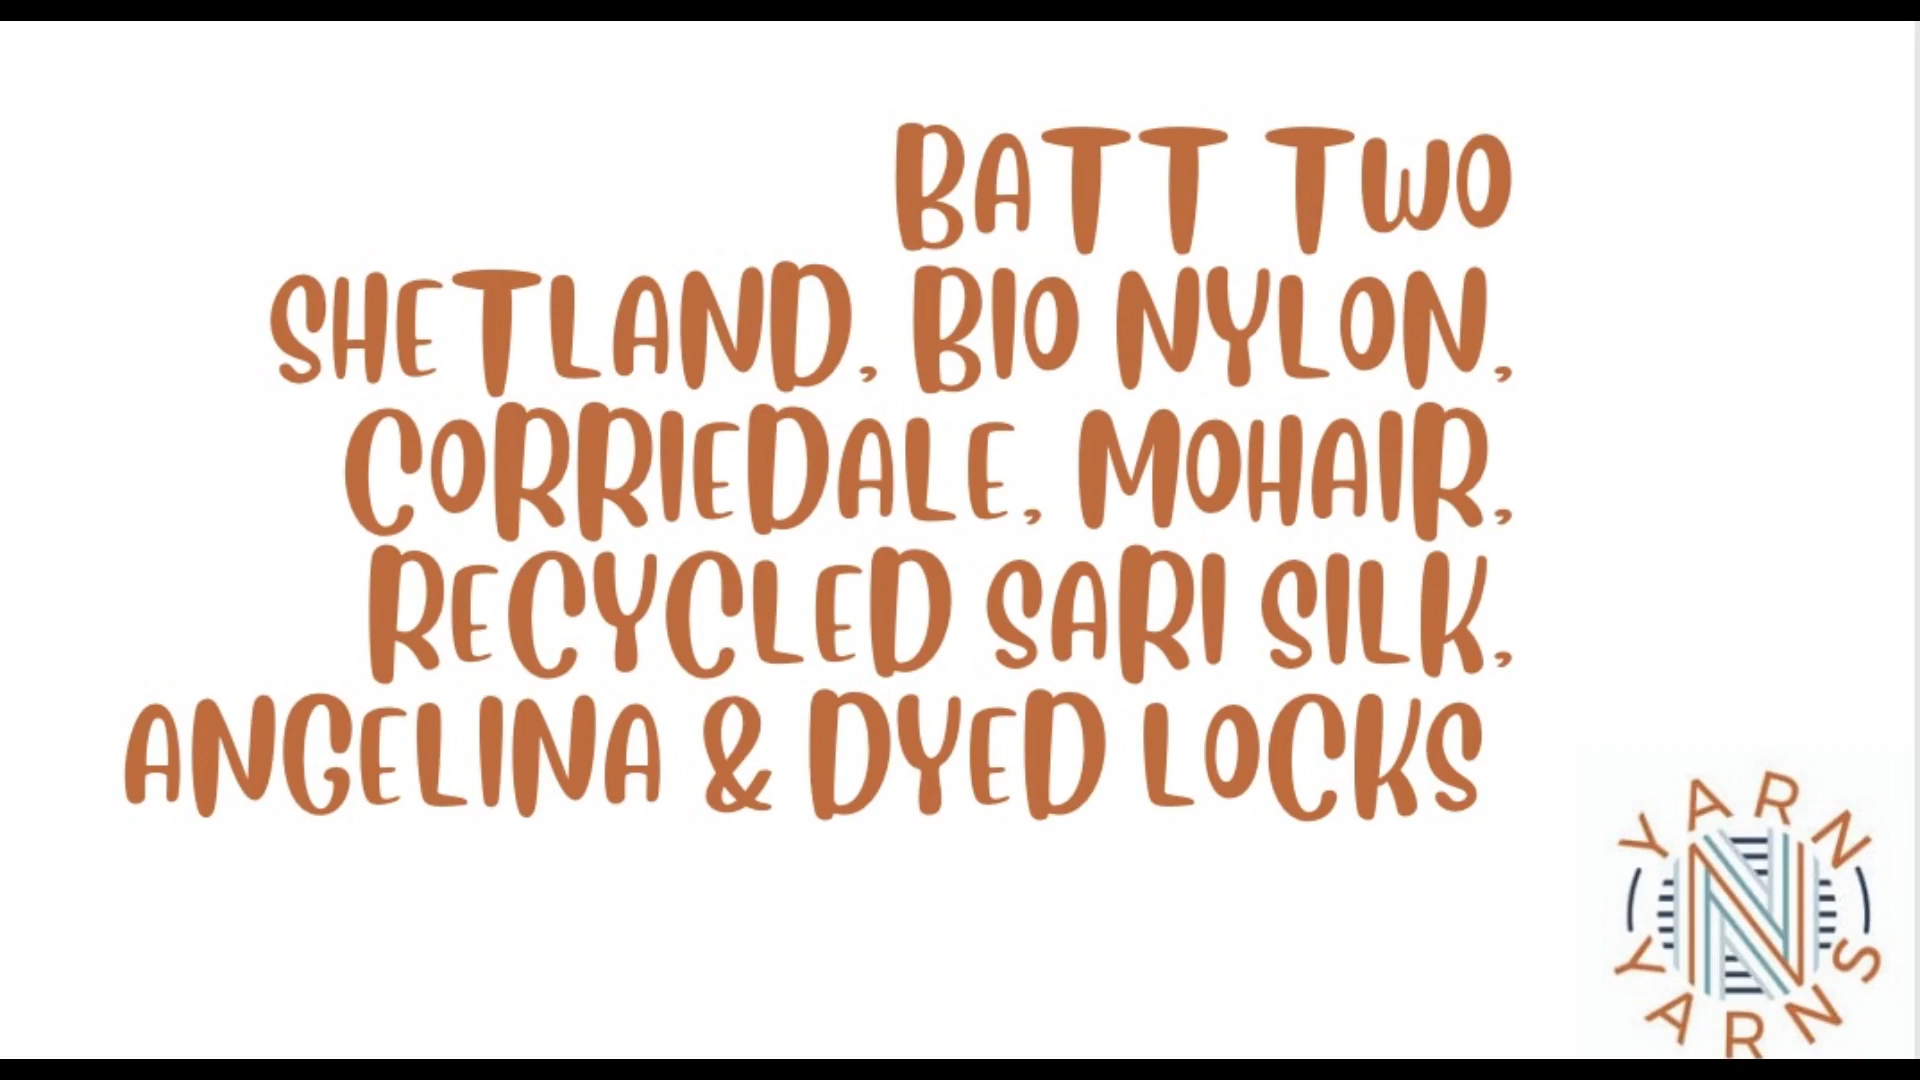 BATT TWO
SHETLAND, BIO NYLON,
CORRIEDALE, MOHAIR,
RECYCLED SARI SILK,
ANGELINA & DYED LOCKS
YARN
N
YARNS